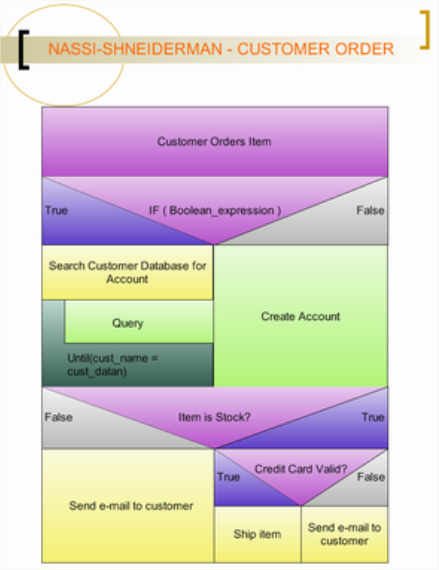 NASSI-SHNEIDERMAN - CUSTOMER ORDER
Customer Orders Item
True
IF ( Boolean_expression )
False
Search Customer Database for
Account
Query
Until(cust_name =
cust_datan)
Create Account
False
Item is Stock?
True
Send e-mail to customer
True
Credit Card Valid?
False
Ship item
Send e-mail to
customer